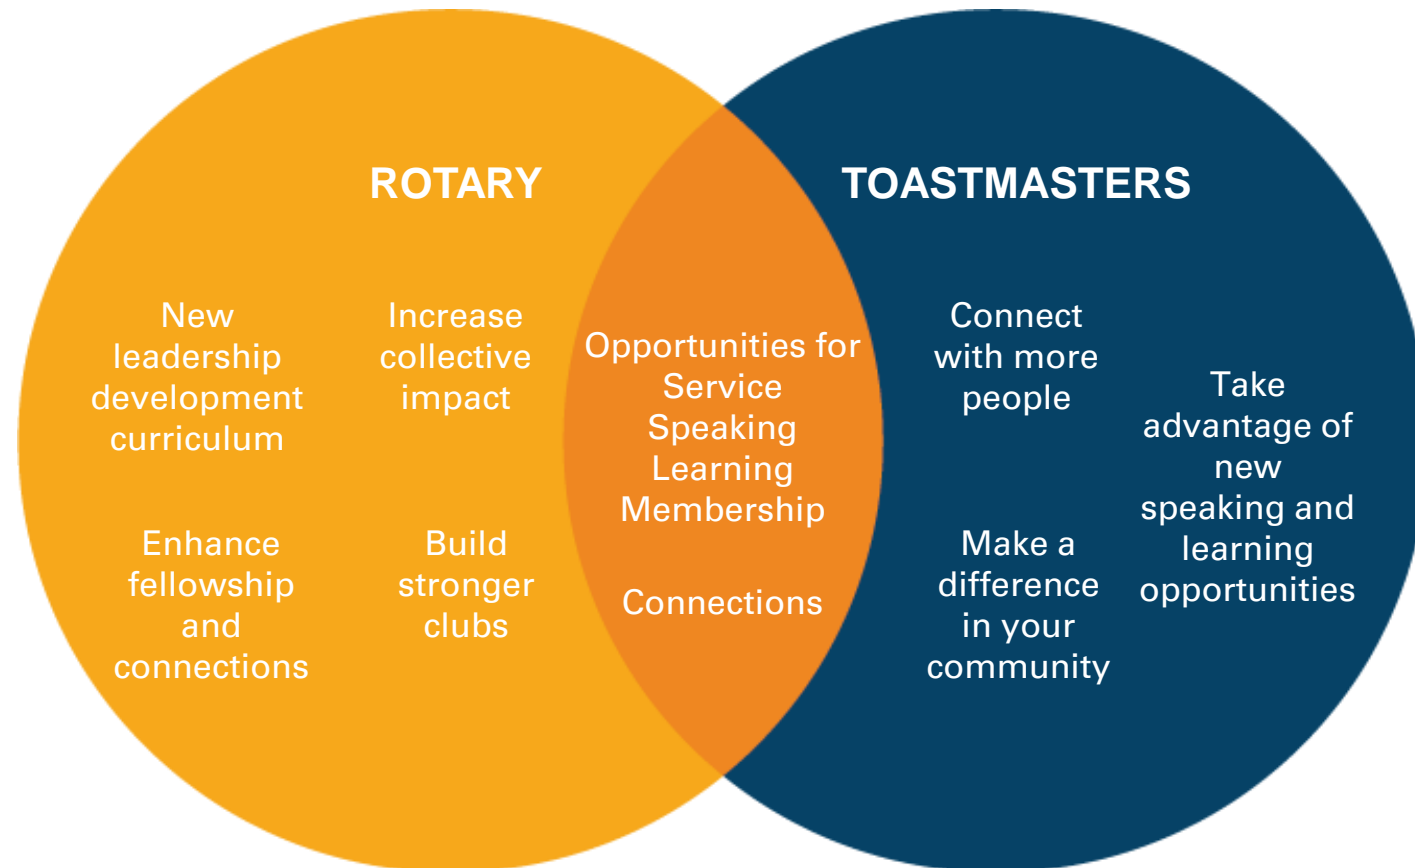 ROTARY
New
leadership
development
curriculum
Increase
collective
impact
Enhance
fellowship
and
connections
Build
stronger
clubs
Opportunities for
Service
Speaking
Learning
Membership
Connections
TOASTMASTERS
Connect
with more
people
Make a
difference
in your
community
Take
advantage of
new
speaking and
learning
opportunities